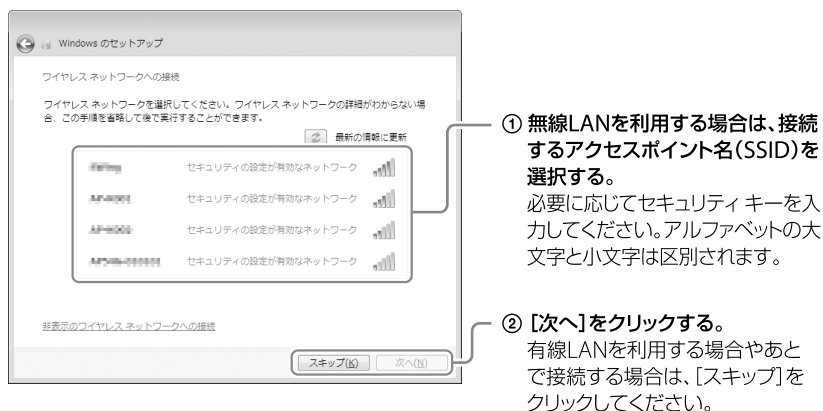 Windows のセットアップ
ワイヤレス ネットワークへの接続
ワイヤレス ネットワークを選択してください。ワイヤレス ネットワークの詳細がわからない場
合、この手順を省略して後で実行することができます。
最新の情報に更新
セキュリティの設定が有効なネットワーク
セキュリティの設定が有効なネットワーク
セキュリティの設定が有効なネットワーク
セキュリティの設定が有効なネットワーク
非表示のワイヤレス ネットワークへの接続
スキップ(K)
次へ(N)
① 無線LANを利用する場合は、接続
するアクセスポイント名(SSID)を
選択する。
必要に応じてセキュリティ キーを入
力してください。アルファベットの大
文字と小文字は区別されます。
② [次へ]をクリックする。
有線LANを利用する場合やあと
で接続する場合は、[スキップ]を
クリックしてください。